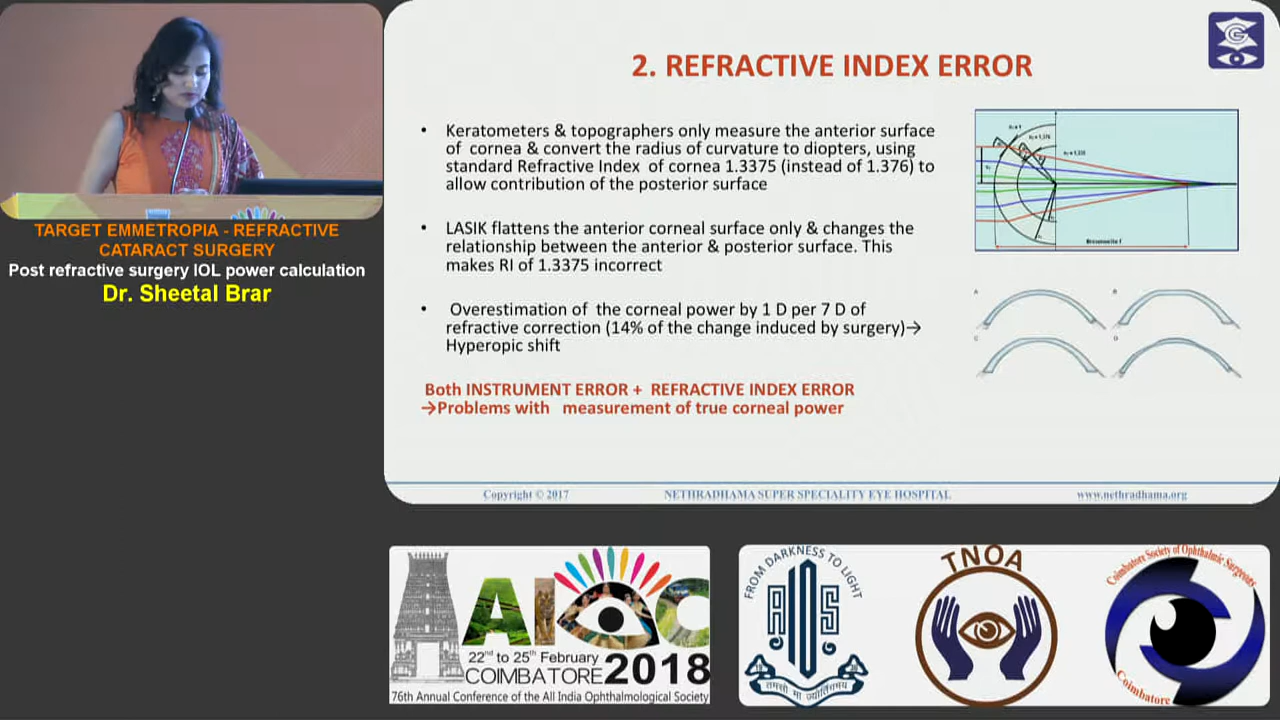 TARGET EMMETROPIA - REFRACTIVE
CATARACT SURGERY
Post refractive surgery IOL power calculation
Dr. Sheetal Brar
2. REFRACTIVE INDEX ERROR
• Keratometers & topographers only measure the anterior surface
of cornea & convert the radius of curvature to diopters, using
standard Refractive Index of cornea 1.3375 (instead of 1.376) to
allow contribution of the posterior surface
• LASIK flattens the anterior corneal surface only & changes the
relationship between the anterior & posterior surface. This
makes RI of 1.3375 incorrect
• Overestimation of the corneal power by 1 D per 7 D of
refractive correction (14% of the change induced by surgery)→
Hyperopic shift
Both INSTRUMENT ERROR + REFRACTIVE INDEX ERROR
→Problems with measurement of true corneal power
A
B
C
D
Copyright © 2017
NETHRADHAMA SUPER SPECIALITY EYE HOSPITAL
www.nethradhama.org
AIOC
22nd to 25th February
COIMBATORE 2018
76th Annual Conference of the All India Ophthalmological Society
FROM DARKNESS TO LIGHT
AIOS
तमसो मा ज्योतिर्गमय
TNOA
Coimbatore Society of Ophthalmic Surgeons
Coimbatore